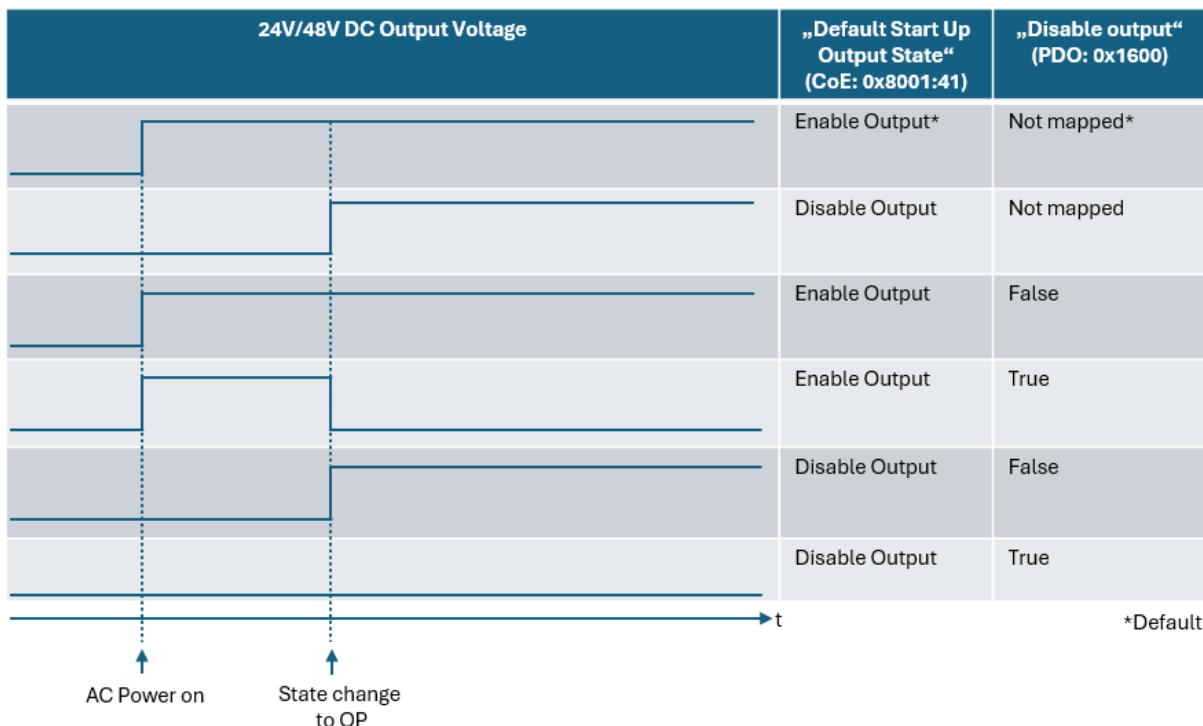 24V/48V DC Output Voltage
„Default Start Up
Output State“
(CoE: 0x8001:41)
„Disable output“
(PDO: 0x1600)
Enable Output*
Not mapped*
Disable Output
Not mapped
Enable Output
False
Enable Output
True
Disable Output
False
Disable Output
True
t
*Default
AC Power on
State change
to OP